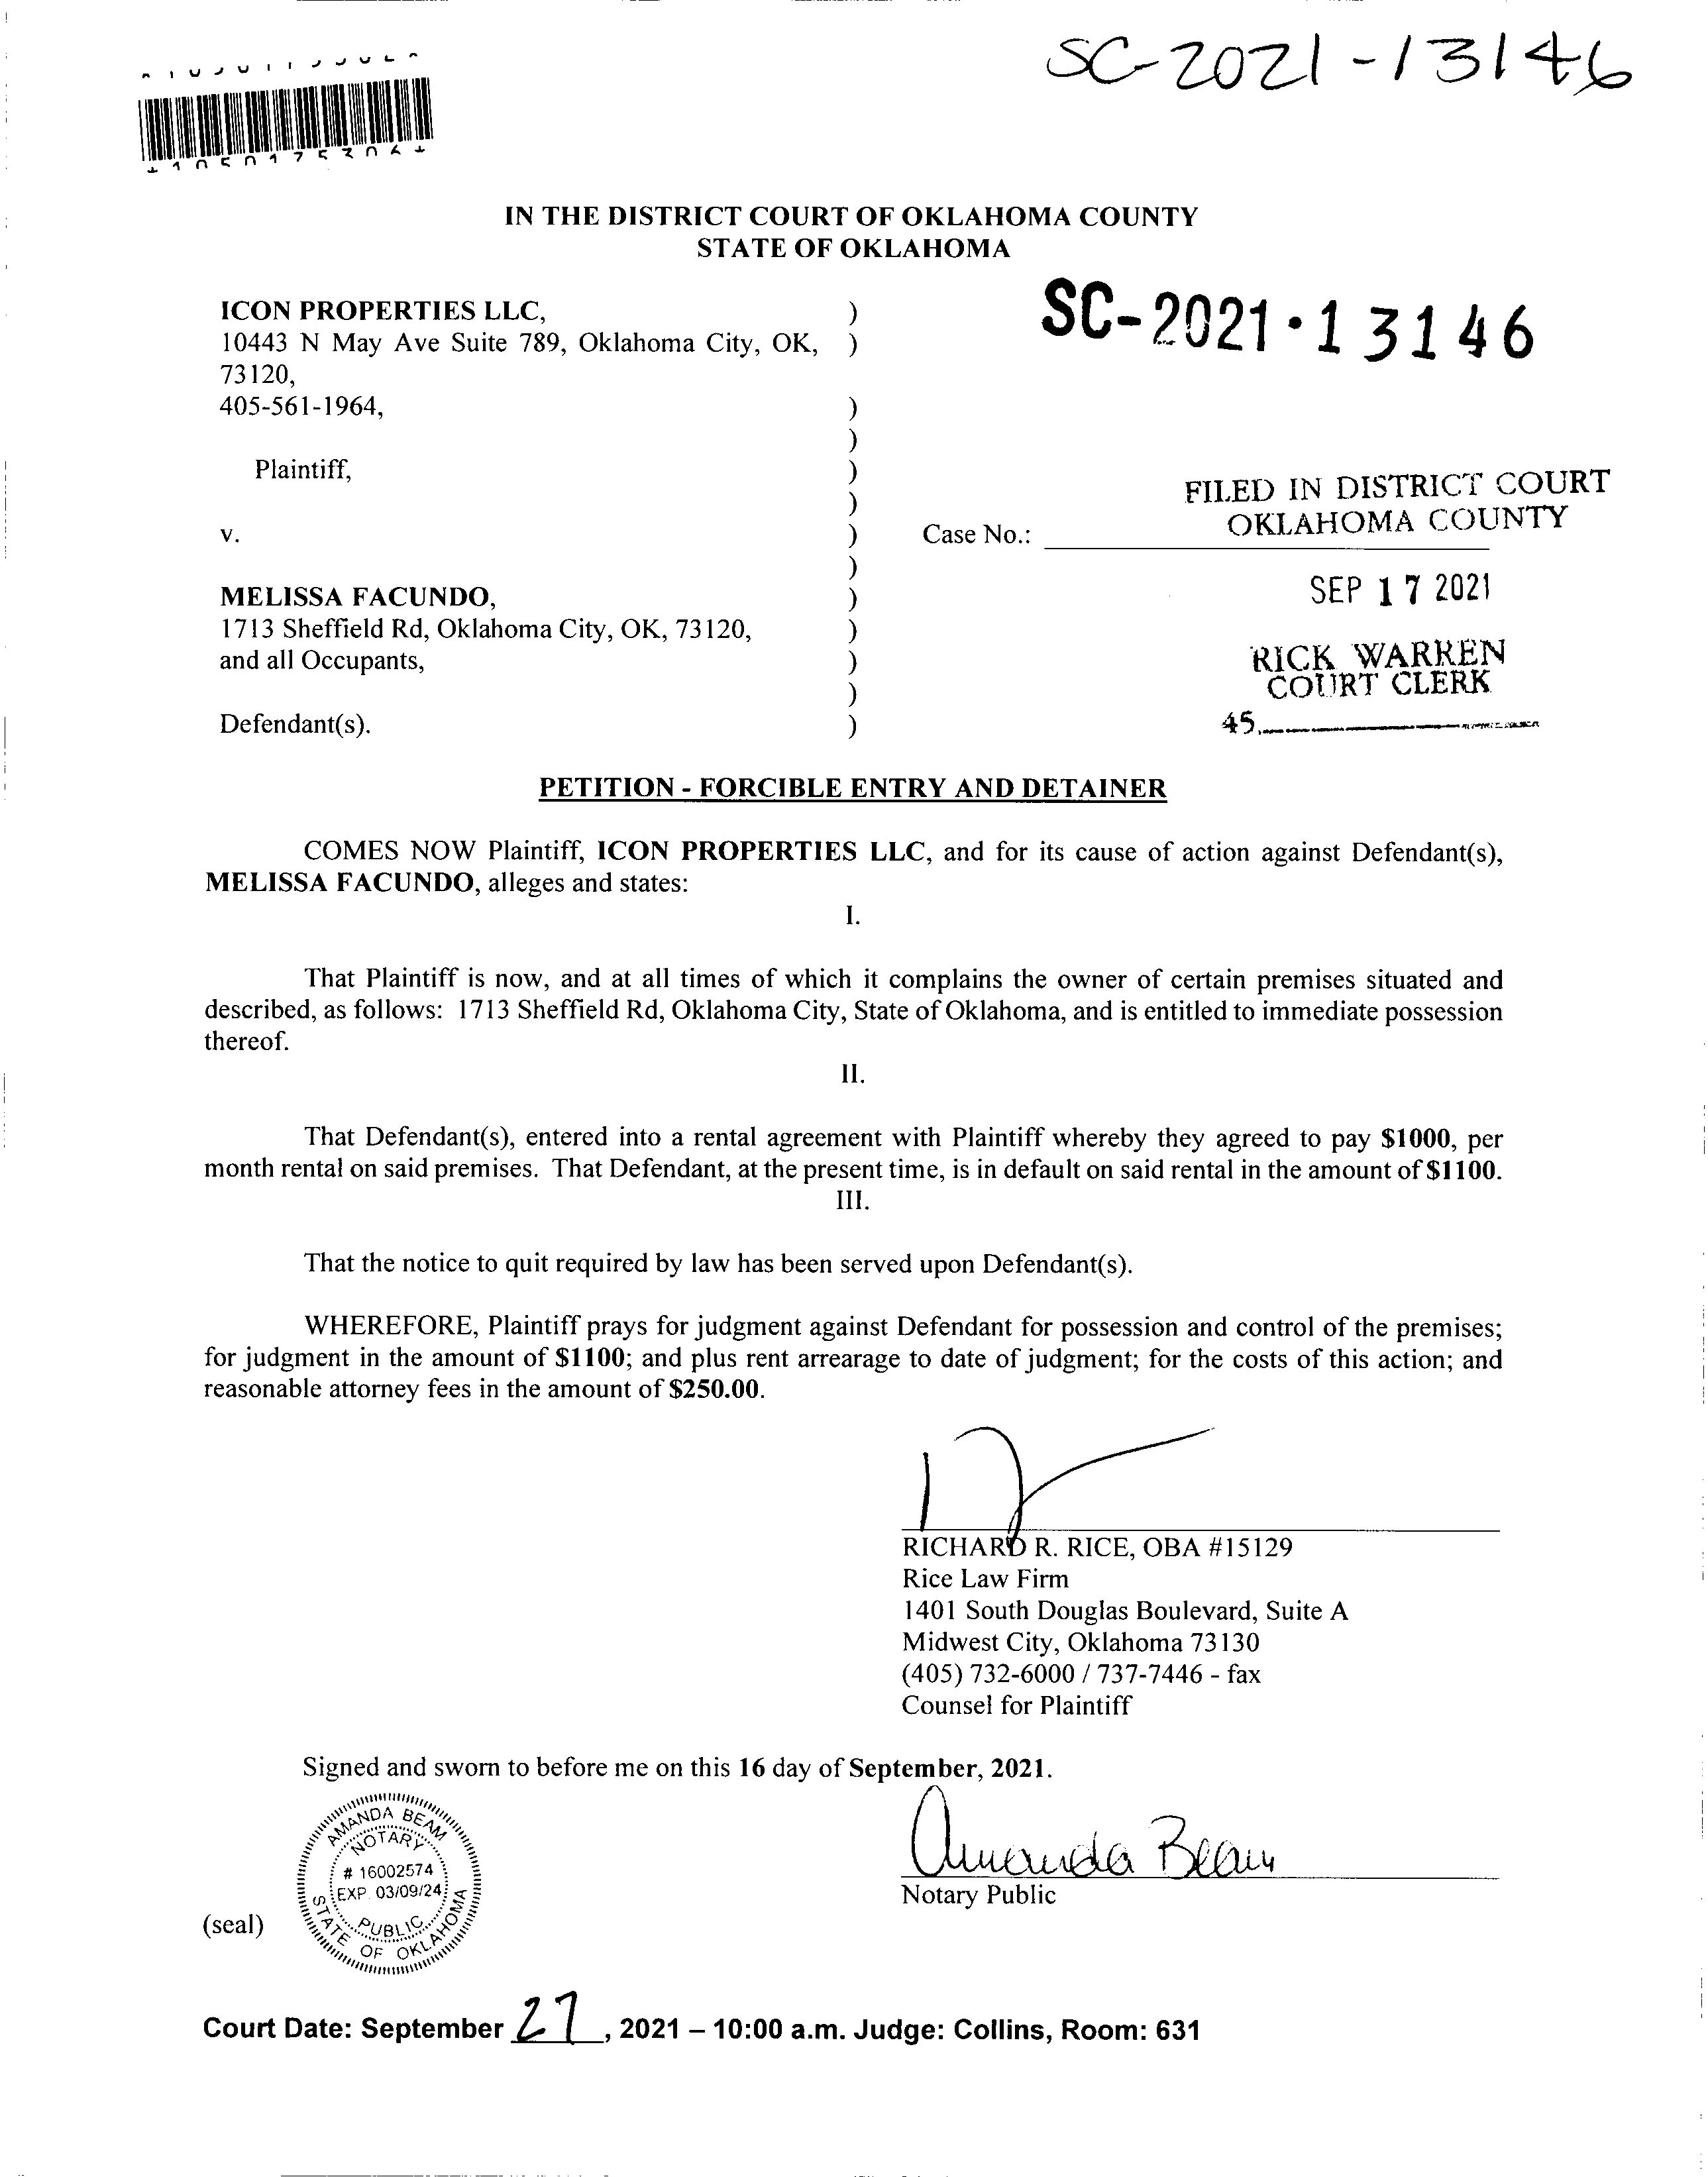 SC-2021-13146
IN THE DISTRICT COURT OF OKLAHOMA COUNTY
STATE OF OKLAHOMA
ICON PROPERTIES LLC, )
10443 N May Ave Suite 789, Oklahoma City, OK, )
73120,
405-561-1964, )
)
Plaintiff, )
)
v. )
)
MELISSA FACUNDO, )
1713 Sheffield Rd, Oklahoma City, OK, 73120, )
and all Occupants, )
)
Defendant(s). )
SC-2021-13146
Case No.:
FILED IN DISTRICT COURT
OKLAHOMA COUNTY
SEP 17 2021
RICK WARREN
COURT CLERK
45
PETITION - FORCIBLE ENTRY AND DETAINER
COMES NOW Plaintiff, ICON PROPERTIES LLC, and for its cause of action against Defendant(s),
MELISSA FACUNDO, alleges and states:
I.
That Plaintiff is now, and at all times of which it complains the owner of certain premises situated and
described, as follows: 1713 Sheffield Rd, Oklahoma City, State of Oklahoma, and is entitled to immediate possession
thereof.
II.
That Defendant(s), entered into a rental agreement with Plaintiff whereby they agreed to pay $1000, per
month rental on said premises. That Defendant, at the present time, is in default on said rental in the amount of $1100.
III.
That the notice to quit required by law has been served upon Defendant(s).
WHEREFORE, Plaintiff prays for judgment against Defendant for possession and control of the premises;
for judgment in the amount of $1100; and plus rent arrearage to date of judgment; for the costs of this action; and
reasonable attorney fees in the amount of $250.00.
RICHARD R. RICE, OBA #15129
Rice Law Firm
1401 South Douglas Boulevard, Suite A
Midwest City, Oklahoma 73130
(405) 732-6000 / 737-7446 - fax
Counsel for Plaintiff
Signed and sworn to before me on this 16 day of September, 2021.
Amanda Beam
Notary Public
(seal)
AMANDA BEAM
NOTARY
# 16002574
EXP. 03/09/24
PUBLIC
STATE OF OKLAHOMA
Court Date: September 27, 2021 – 10:00 a.m. Judge: Collins, Room: 631